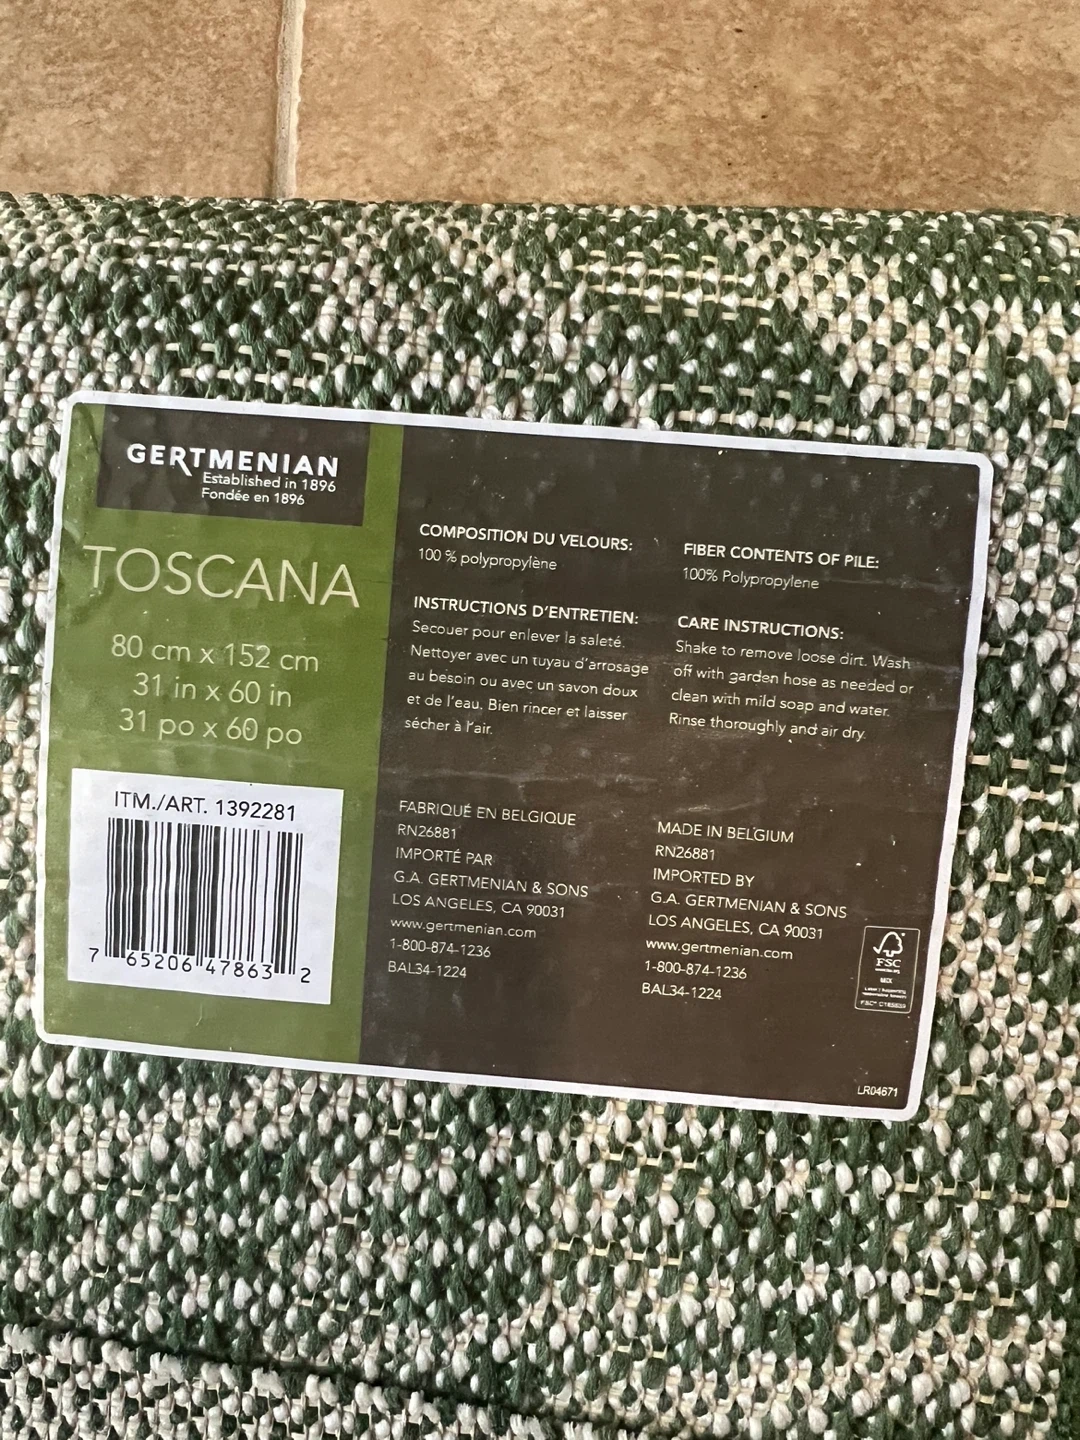 GERTMENIAN
Established in 1896
Fondée en 1896
TOSCANA
80 cm x 152 cm
31 in x 60 in
31 po x 60 po
ITM./ART. 1392281
7 65206 47863 2
COMPOSITION DU VELOURS:
100 % polypropylène
INSTRUCTIONS D'ENTRETIEN:
Secouer pour enlever la saleté.
Nettoyer avec un tuyau d'arrosage
au besoin ou avec un savon doux
et de l'eau. Bien rincer et laisser
sécher à l'air.
FABRIQUÉ EN BELGIQUE
RN26881
IMPORTÉ PAR
G.A. GERTMENIAN & SONS
LOS ANGELES, CA 90031
www.gertmenian.com
1-800-874-1236
BAL34-1224
FIBER CONTENTS OF PILE:
100% Polypropylene
CARE INSTRUCTIONS:
Shake to remove loose dirt. Wash
off with garden hose as needed or
clean with mild soap and water.
Rinse thoroughly and air dry.
MADE IN BELGIUM
RN26881
IMPORTED BY
G.A. GERTMENIAN & SONS
LOS ANGELES, CA 90031
www.gertmenian.com
1-800-874-1236
BAL34-1224
FSC
MIX
LR04671